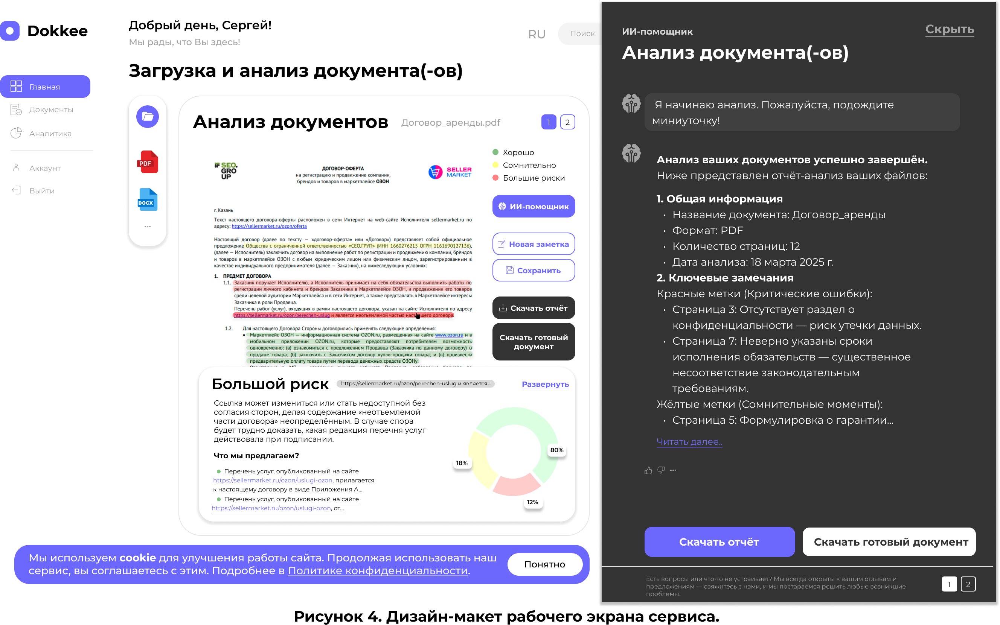 Dokkee
Добрый день, Сергей!
Мы рады, что Вы здесь!
RU
Поиск
Загрузка и анализ документа(-ов)
Главная
Документы
Аналитика
Аккаунт
Выйти
PDF
DOCX
...
Анализ документов
Договор_аренды.pdf
1
2
Хорошо
Сомнительно
Большие риски
ИИ-помощник
Новая заметка
Сохранить
Скачать отчёт
Скачать готовый
документ
SEO.
GRO
UP
ДОГОВОР-ОФЕРТА
на регистрацию и продвижение компании,
брендов и товаров в маркетплейсе ОЗОН
SELLER
MARKET
г. Казань
Текст настоящего договора-оферты расположен в сети Интернет на web-сайте Исполнителя sellermarket.ru по
адресу: https://sellermarket.ru/ozon/oferta
Настоящий договор (далее по тексту — «договор-оферта» или «Договор») представляет собой официальное
предложение Общества с ограниченной ответственностью «СЕО.ГРУП» (ИНН 1660276215 ОГРН 1161690127136),
(далее — Исполнитель) заключить договор на выполнение работ по регистрации и продвижению компании, брендов
и товаров в маркетплейсе ОЗОН с любым юридическим лицом или физическим лицом, зарегистрированным в
качестве индивидуального предпринимателя (далее — Заказчик), на нижеследующих условиях:
1. ПРЕДМЕТ ДОГОВОРА
1.1. Заказчик поручает Исполнителю, а Исполнитель принимает на себя обязательства выполнить работы по
регистрации личного кабинета и брендов Заказчика в Маркетплейсе ОЗОН, и продвижении его товаров
среди целевой аудитории Маркетплейса и в сети Интернет, а также представлять в Маркетплейсе интересы
Заказчика в роли Продавца.
Перечень работ (услуг), входящих в рамки настоящего договора, указан на сайте Исполнителя по адресу
https://sellermarket.ru/ozon/perechen-uslug и является неотъемлемой частью настоящего договора.
1.2. Для настоящего Договора Стороны договорились применять следующие определения:
• Маркетплейс ОЗОН — информационная система OZON.ru, размещенная на сайте www.ozon.ru и в
мобильном приложении OZON.ru, которые предоставляют потребителям возможность
одновременно: (а) ознакомиться с предложением Продавца (Заказчика по данному договору) о
продаже товара; (б) заключить с Заказчиком договор купли-продажи товара; и (в) произвести
предварительную оплату товара путем перевода денежных средств ОЗОНу.
Большой риск
https://sellermarket.ru/ozon/perechen-uslug и является...
Развернуть
Ссылка может измениться или стать недоступной без
согласия сторон, делая содержание «неотъемлемой
части договора» неопределённым. В случае спора
будет трудно доказать, какая редакция перечня услуг
действовала при подписании.
Что мы предлагаем?
Перечень услуг, опубликованный на сайте
https://sellermarket.ru/ozon/uslugi-ozon, прилагается
к настоящему договору в виде Приложения А...
Перечень услуг, опубликованный на сайте
https://sellermarket.ru/ozon/uslugi-ozon, от...
80%
18%
12%
Мы используем cookie для улучшения работы сайта. Продолжая использовать наш
сервис, вы соглашаетесь с этим. Подробнее в Политике конфиденциальности.
Понятно
ИИ-помощник
Скрыть
Анализ документа(-ов)
Я начинаю анализ. Пожалуйста, подождите
миниуточку!
Анализ ваших документов успешно завершён.
Ниже прредставлен отчёт-анализ ваших файлов:
1. Общая информация
• Название документа: Договор_аренды
• Формат: PDF
• Количество страниц: 12
• Дата анализа: 18 марта 2025 г.
2. Ключевые замечания
Красные метки (Критические ошибки):
• Страница 3: Отсутствует раздел о
конфиденциальности — риск утечки данных.
• Страница 7: Неверно указаны сроки
исполнения обязательств — существенное
несоответствие законодательным
требованиям.
Жёлтые метки (Сомнительные моменты):
• Страница 5: Формулировка о гарантии...
Читать далее..
...
Скачать отчёт
Скачать готовый документ
Есть вопросы или что-то не устраивает? Мы всегда открыты к вашим отзывам и
предложениям — свяжитесь с нами, и мы постараемся решить любые возникшие
проблемы.
1
2
Рисунок 4. Дизайн-макет рабочего экрана сервиса.